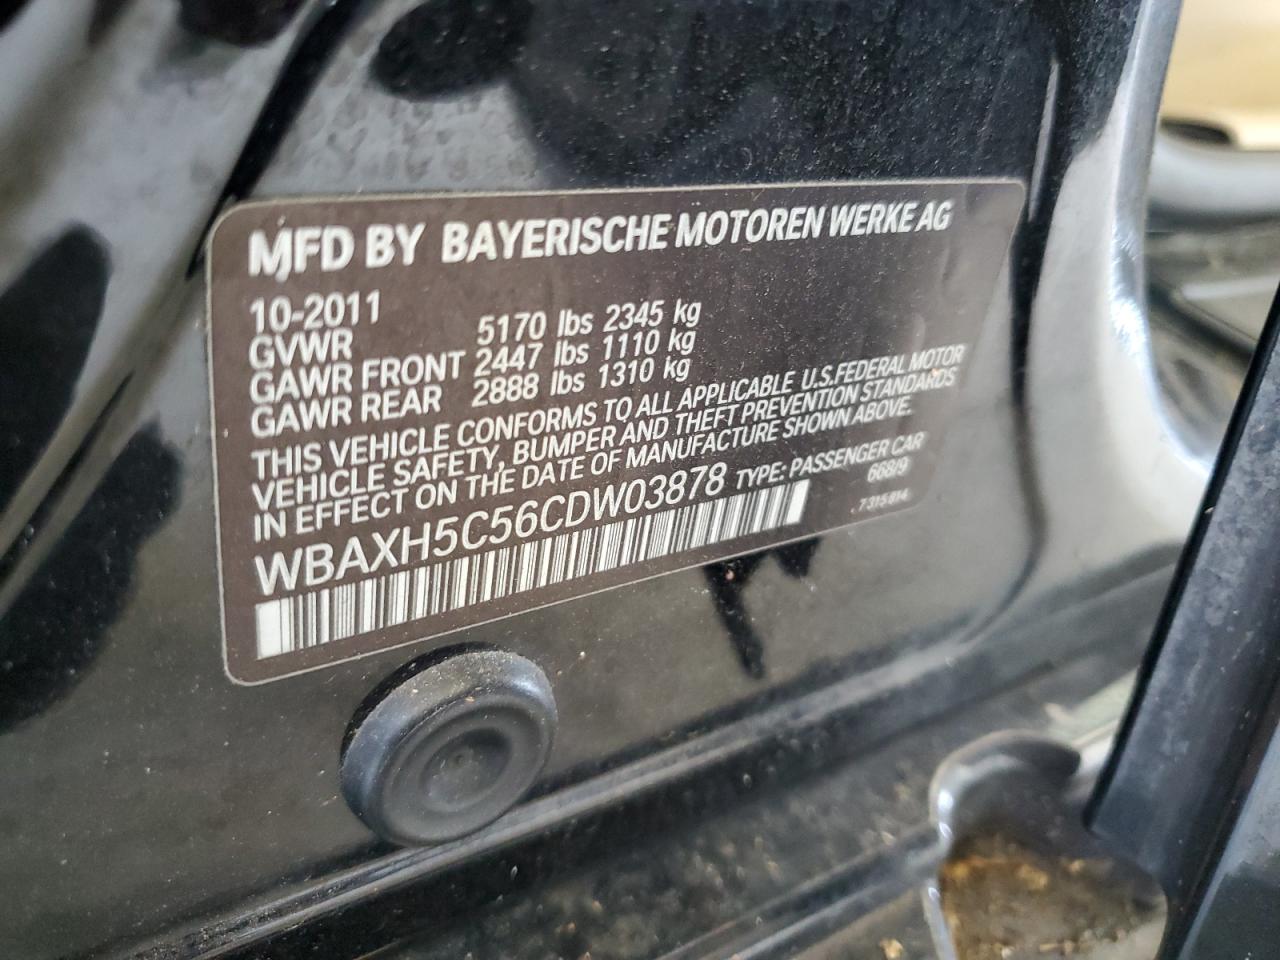 MFD BY BAYERISCHE MOTOREN WERKE AG
10-2011
GVWR 5170 lbs 2345 kg
GAWR FRONT 2447 lbs 1110 kg
GAWR REAR 2888 lbs 1310 kg
THIS VEHICLE CONFORMS TO ALL APPLICABLE U.S.FEDERAL MOTOR
VEHICLE SAFETY, BUMPER AND THEFT PREVENTION STANDARDS
IN EFFECT ON THE DATE OF MANUFACTURE SHOWN ABOVE.
WBAXH5C56CDW03878 TYPE: PASSENGER CAR
668/9
7315814